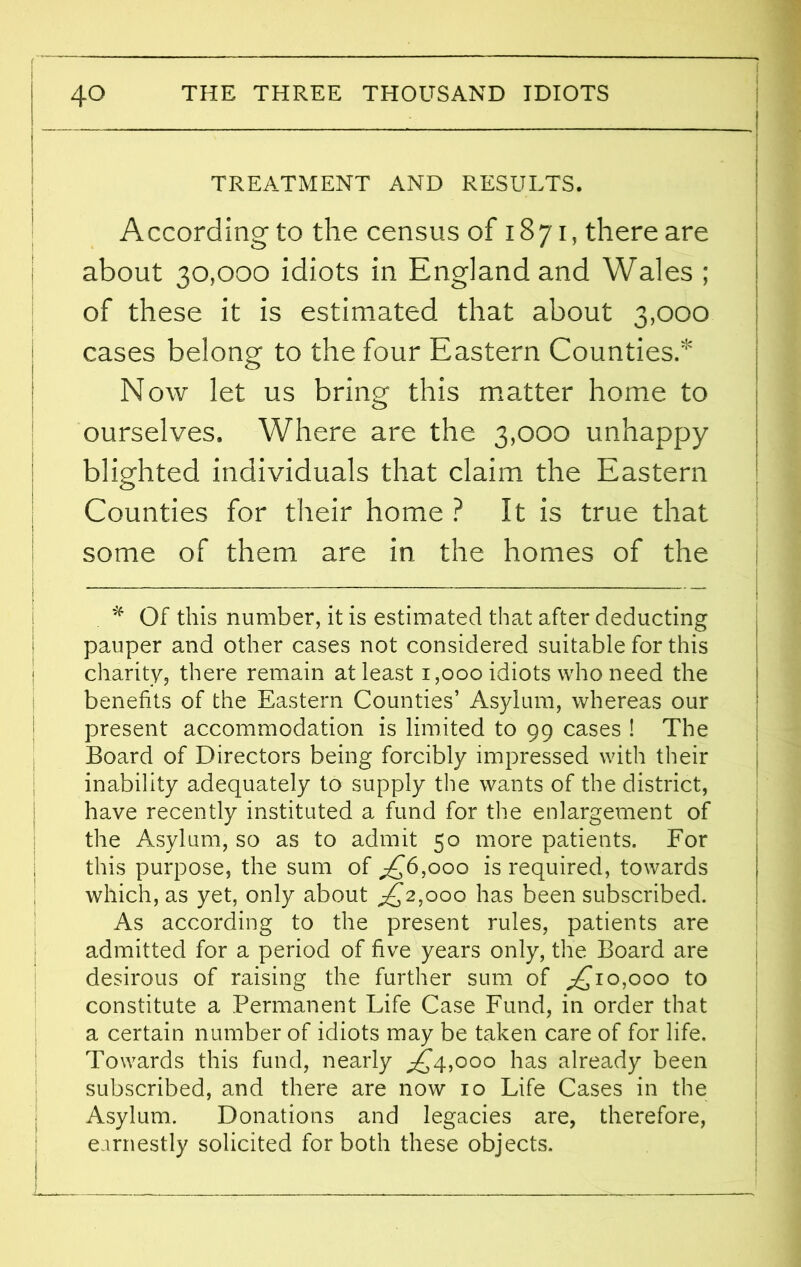 40 THE THREE THOUSAND IDIOTS
TREATMENT AND RESULTS.
According to the census of 1871, there are
about 30,000 idiots in England and Wales ;
of these it is estimated that about 3,000
cases belong to the four Eastern Counties.*
Now let us bring this matter home to
ourselves. Where are the 3,000 unhappy
blighted individuals that claim the Eastern
Counties for their home ? It is true that
some of them are in the homes of the
* Of this number, it is estimated that after deducting
pauper and other cases not considered suitable for this
charity, there remain at least 1,000 idiots who need the
benefits of the Eastern Counties’ Asylum, whereas our
present accommodation is limited to 99 cases ! The
Board of Directors being forcibly impressed with their
inability adequately to supply the wants of the district,
have recently instituted a fund for the enlargement of
the Asylum, so as to admit 50 more patients. For
this purpose, the sum of £6,000 is required, towards
which, as yet, only about £2,000 has been subscribed.
As according to the present rules, patients are
admitted for a period of five years only, the Board are
desirous of raising the further sum of £10,000 to
constitute a Permanent Life Case Fund, in order that
a certain number of idiots may be taken care of for life.
Towards this fund, nearly £4,000 has already been
subscribed, and there are now 10 Life Cases in the
Asylum. Donations and legacies are, therefore,
earnestly solicited for both these objects.